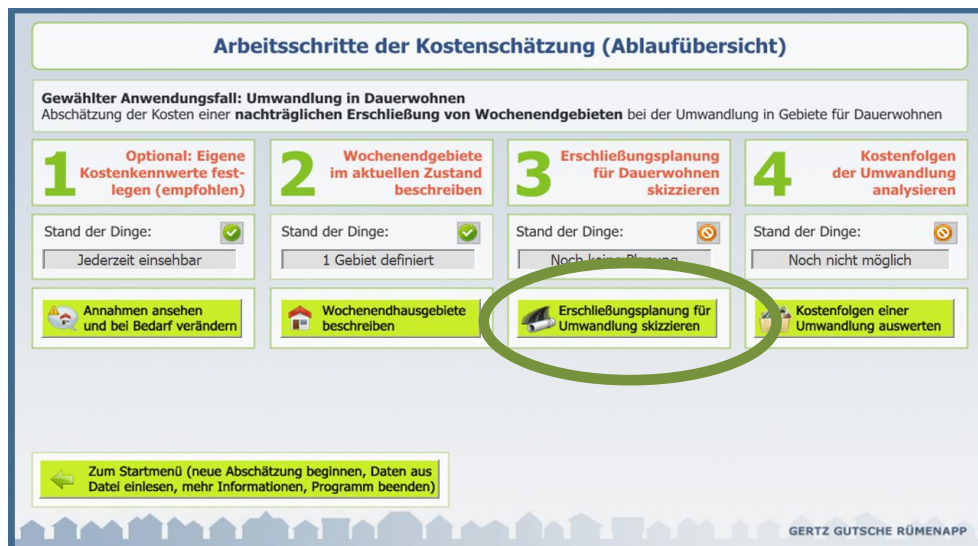 Arbeitsschritte der Kostenschätzung (Ablaufübersicht)
Gewählter Anwendungsfall: Umwandlung in Dauerwohnen
Abschätzung der Kosten einer nachträglichen Erschließung von Wochenendgebieten bei der Umwandlung in Gebiete für Dauerwohnen
1
Optional: Eigene
Kostenkennwerte fest-
legen (empfohlen)
Stand der Dinge:
Jederzeit einsehbar
Annahmen ansehen
und bei Bedarf verändern
2
Wochenendgebiete
im aktuellen Zustand
beschreiben
Stand der Dinge:
1 Gebiet definiert
Wochenendhausgebiete
beschreiben
3
Erschließungsplanung
für Dauerwohnen
skizzieren
Stand der Dinge:
Noch keine Planung
Erschließungsplanung für
Umwandlung skizzieren
4
Kostenfolgen
der Umwandlung
analysieren
Stand der Dinge:
Noch nicht möglich
Kostenfolgen einer
Umwandlung auswerten
Zum Startmenü (neue Abschätzung beginnen, Daten aus
Datei einlesen, mehr Informationen, Programm beenden)
GERTZ GUTSCHE RÜMENAPP